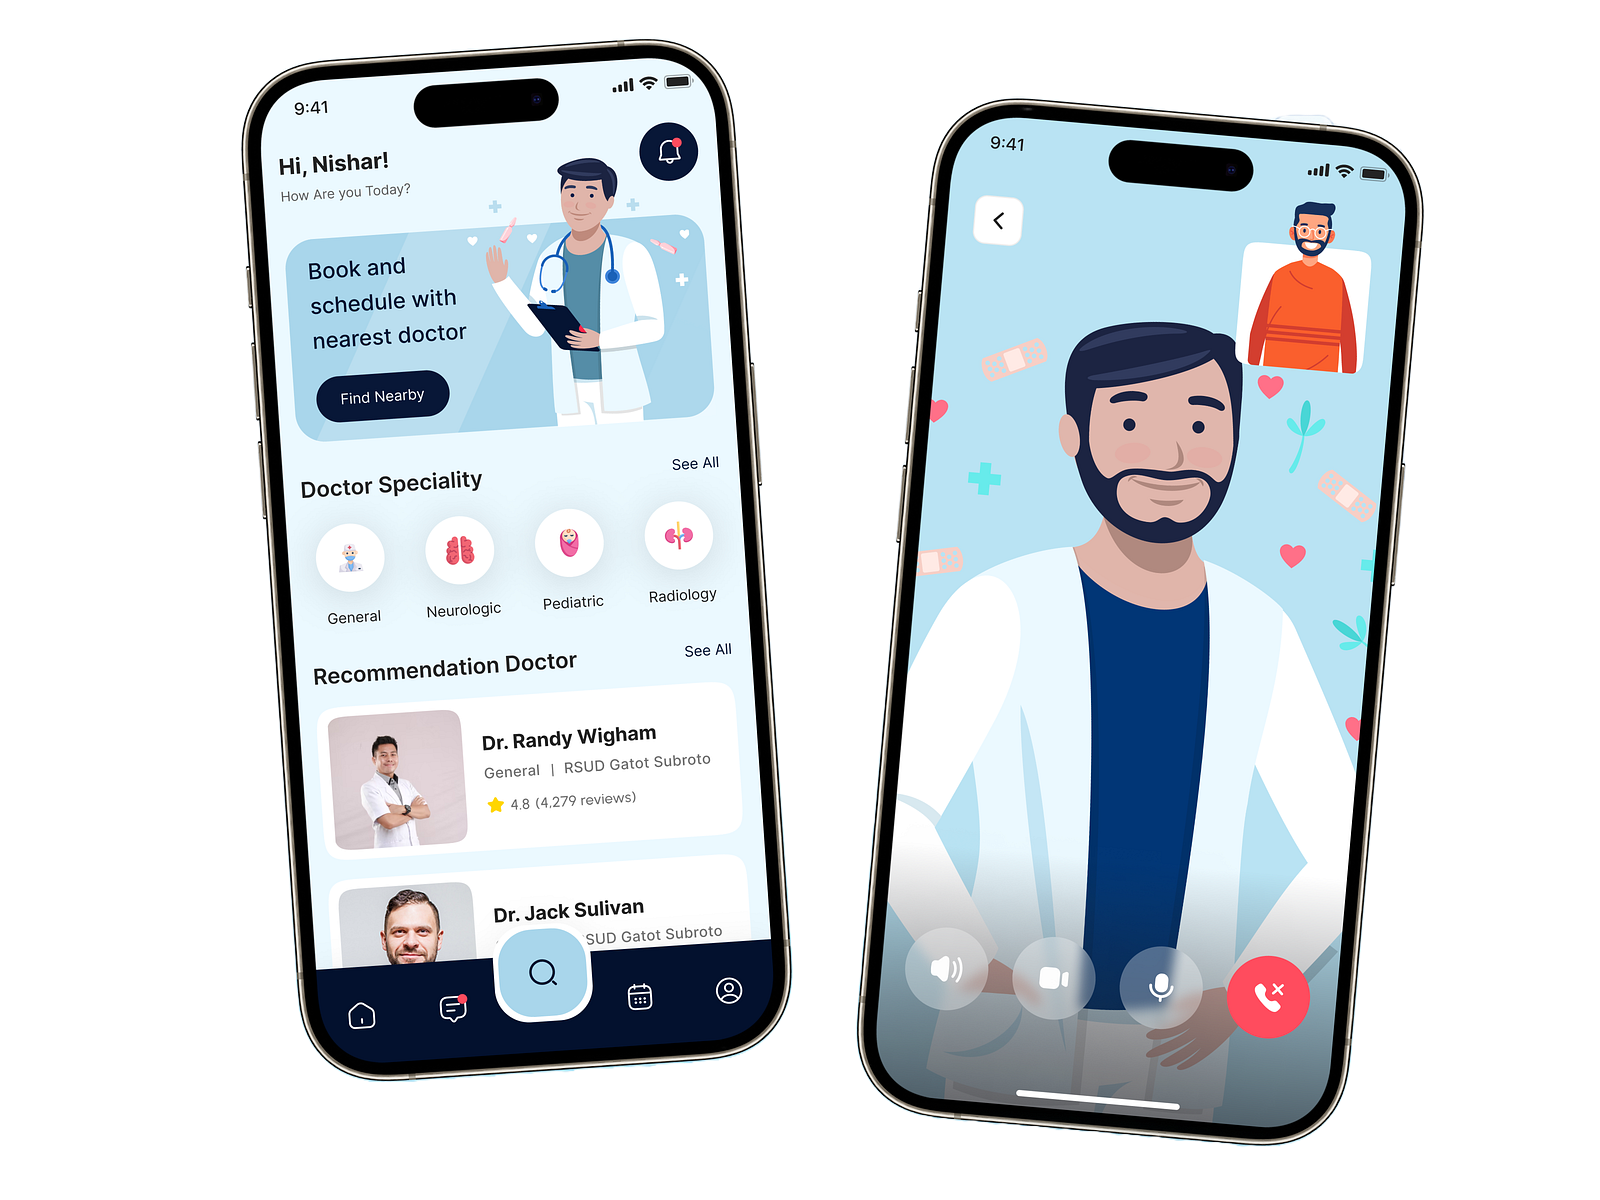 9:41
Hi, Nishar!
How Are you Today?
Book and
schedule with
nearest doctor
Find Nearby
Doctor Speciality
See All
General
Neurologic
Pediatric
Radiology
Recommendation Doctor
See All
Dr. Randy Wigham
General | RSUD Gatot Subroto
4.8 (4,279 reviews)
Dr. Jack Sulivan
SUD Gatot Subroto
9:41